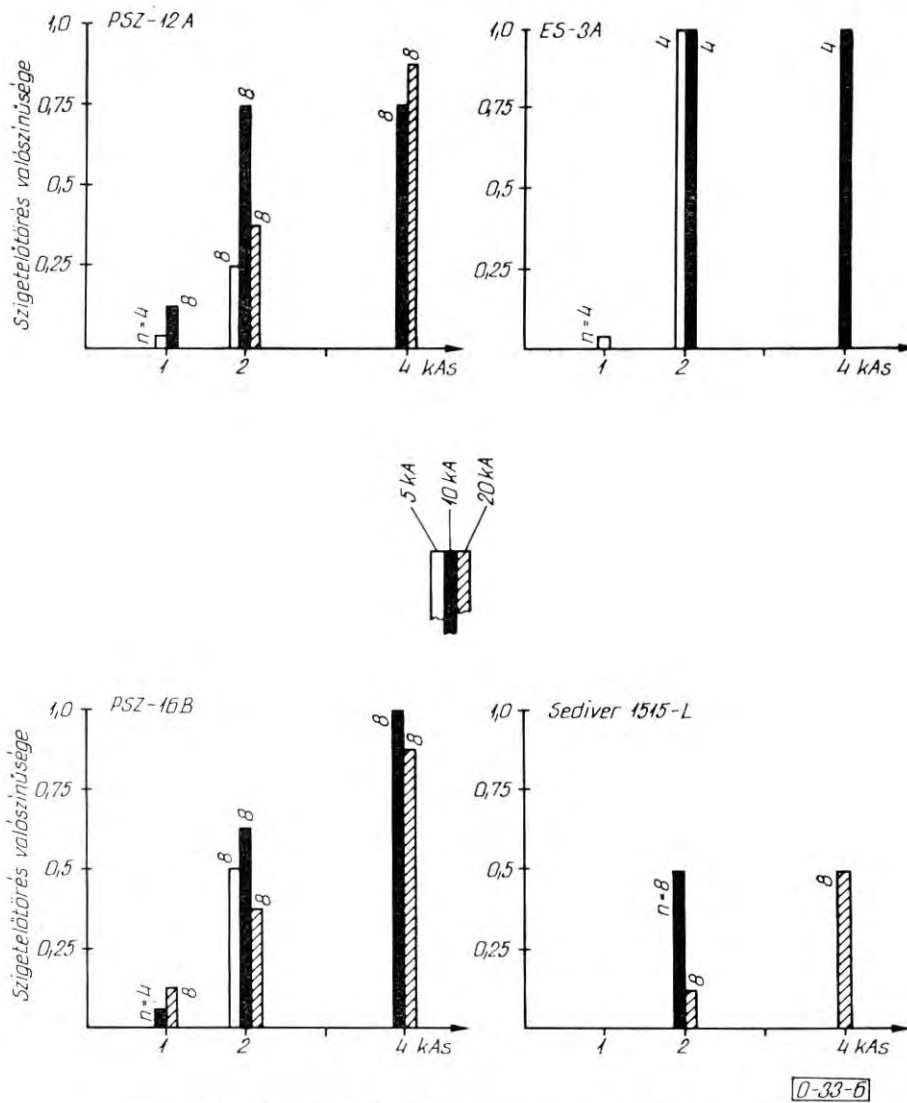 PSZ-12A
Szigetelőtörés valószínűsége
1,0
0,75
0,5
0,25
n=4
8
8
8
8
8
8
1
2
4 kAs
ES-3A
1,0
0,75
0,5
0,25
n=4
4
4
4
1
2
4 kAs
5 kA
10 kA
20 kA
PSZ-16B
Szigetelőtörés valószínűsége
1,0
0,75
0,5
0,25
n=4
8
8
8
8
8
8
1
2
4 kAs
Sediver 1515-L
1,0
0,75
0,5
0,25
n=8
8
8
1
2
4 kAs
0-33-6